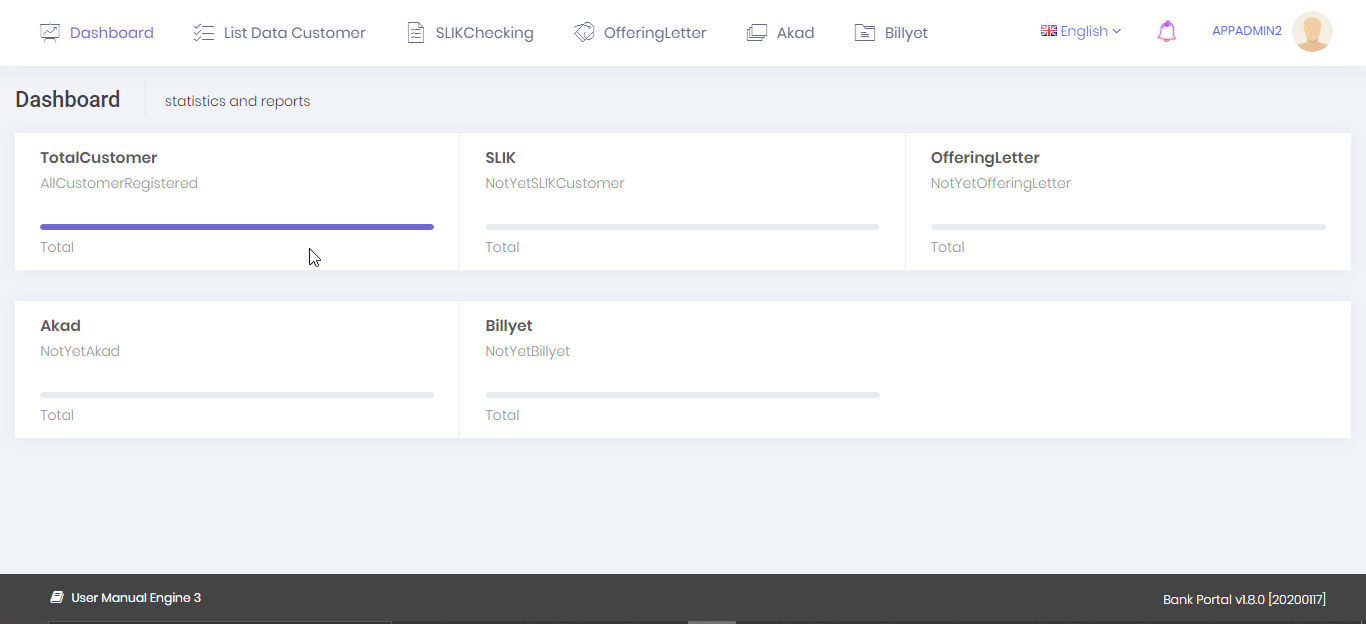 Dashboard
List Data Customer
SLIKChecking
OfferingLetter
Akad
Billyet
English
APPADMIN2
Dashboard
statistics and reports
TotalCustomer
AllCustomerRegistered
Total
SLIK
NotYetSLIKCustomer
Total
OfferingLetter
NotYetOfferingLetter
Total
Akad
NotYetAkad
Total
Billyet
NotYetBillyet
Total
User Manual Engine 3
Bank Portal v1.8.0 [20200117]